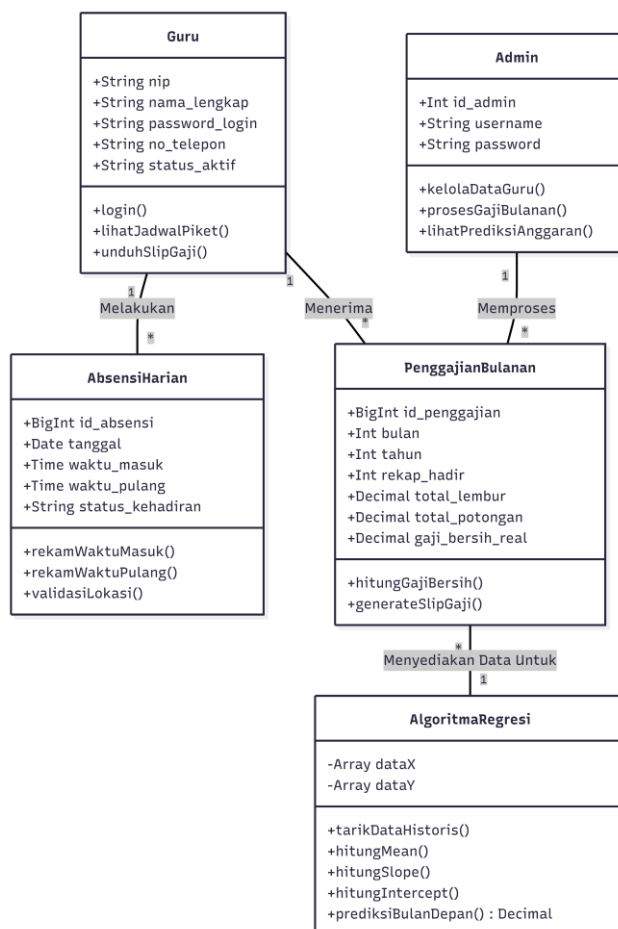 Guru
+String nip
+String nama_lengkap
+String password_login
+String no_telepon
+String status_aktif
+login()
+lihatJadwalPiket()
+unduhSlipGaji()
Admin
+Int id_admin
+String username
+String password
+kelolaDataGuru()
+prosesGajiBulanan()
+lihatPrediksiAnggaran()
1
Melakukan
*
1
Menerima
*
1
Memproses
*
AbsensiHarian
+BigInt id_absensi
+Date tanggal
+Time waktu_masuk
+Time waktu_pulang
+String status_kehadiran
+rekamWaktuMasuk()
+rekamWaktuPulang()
+validasiLokasi()
PenggajianBulanan
+BigInt id_penggajian
+Int bulan
+Int tahun
+Int rekap_hadir
+Decimal total_lembur
+Decimal total_potongan
+Decimal gaji_bersih_real
+hitungGajiBersih()
+generateSlipGaji()
*
Menyediakan Data Untuk
1
AlgoritmaRegresi
-Array dataX
-Array dataY
+tarikDataHistoris()
+hitungMean()
+hitungSlope()
+hitungIntercept()
+prediksiBulanDepan() : Decimal